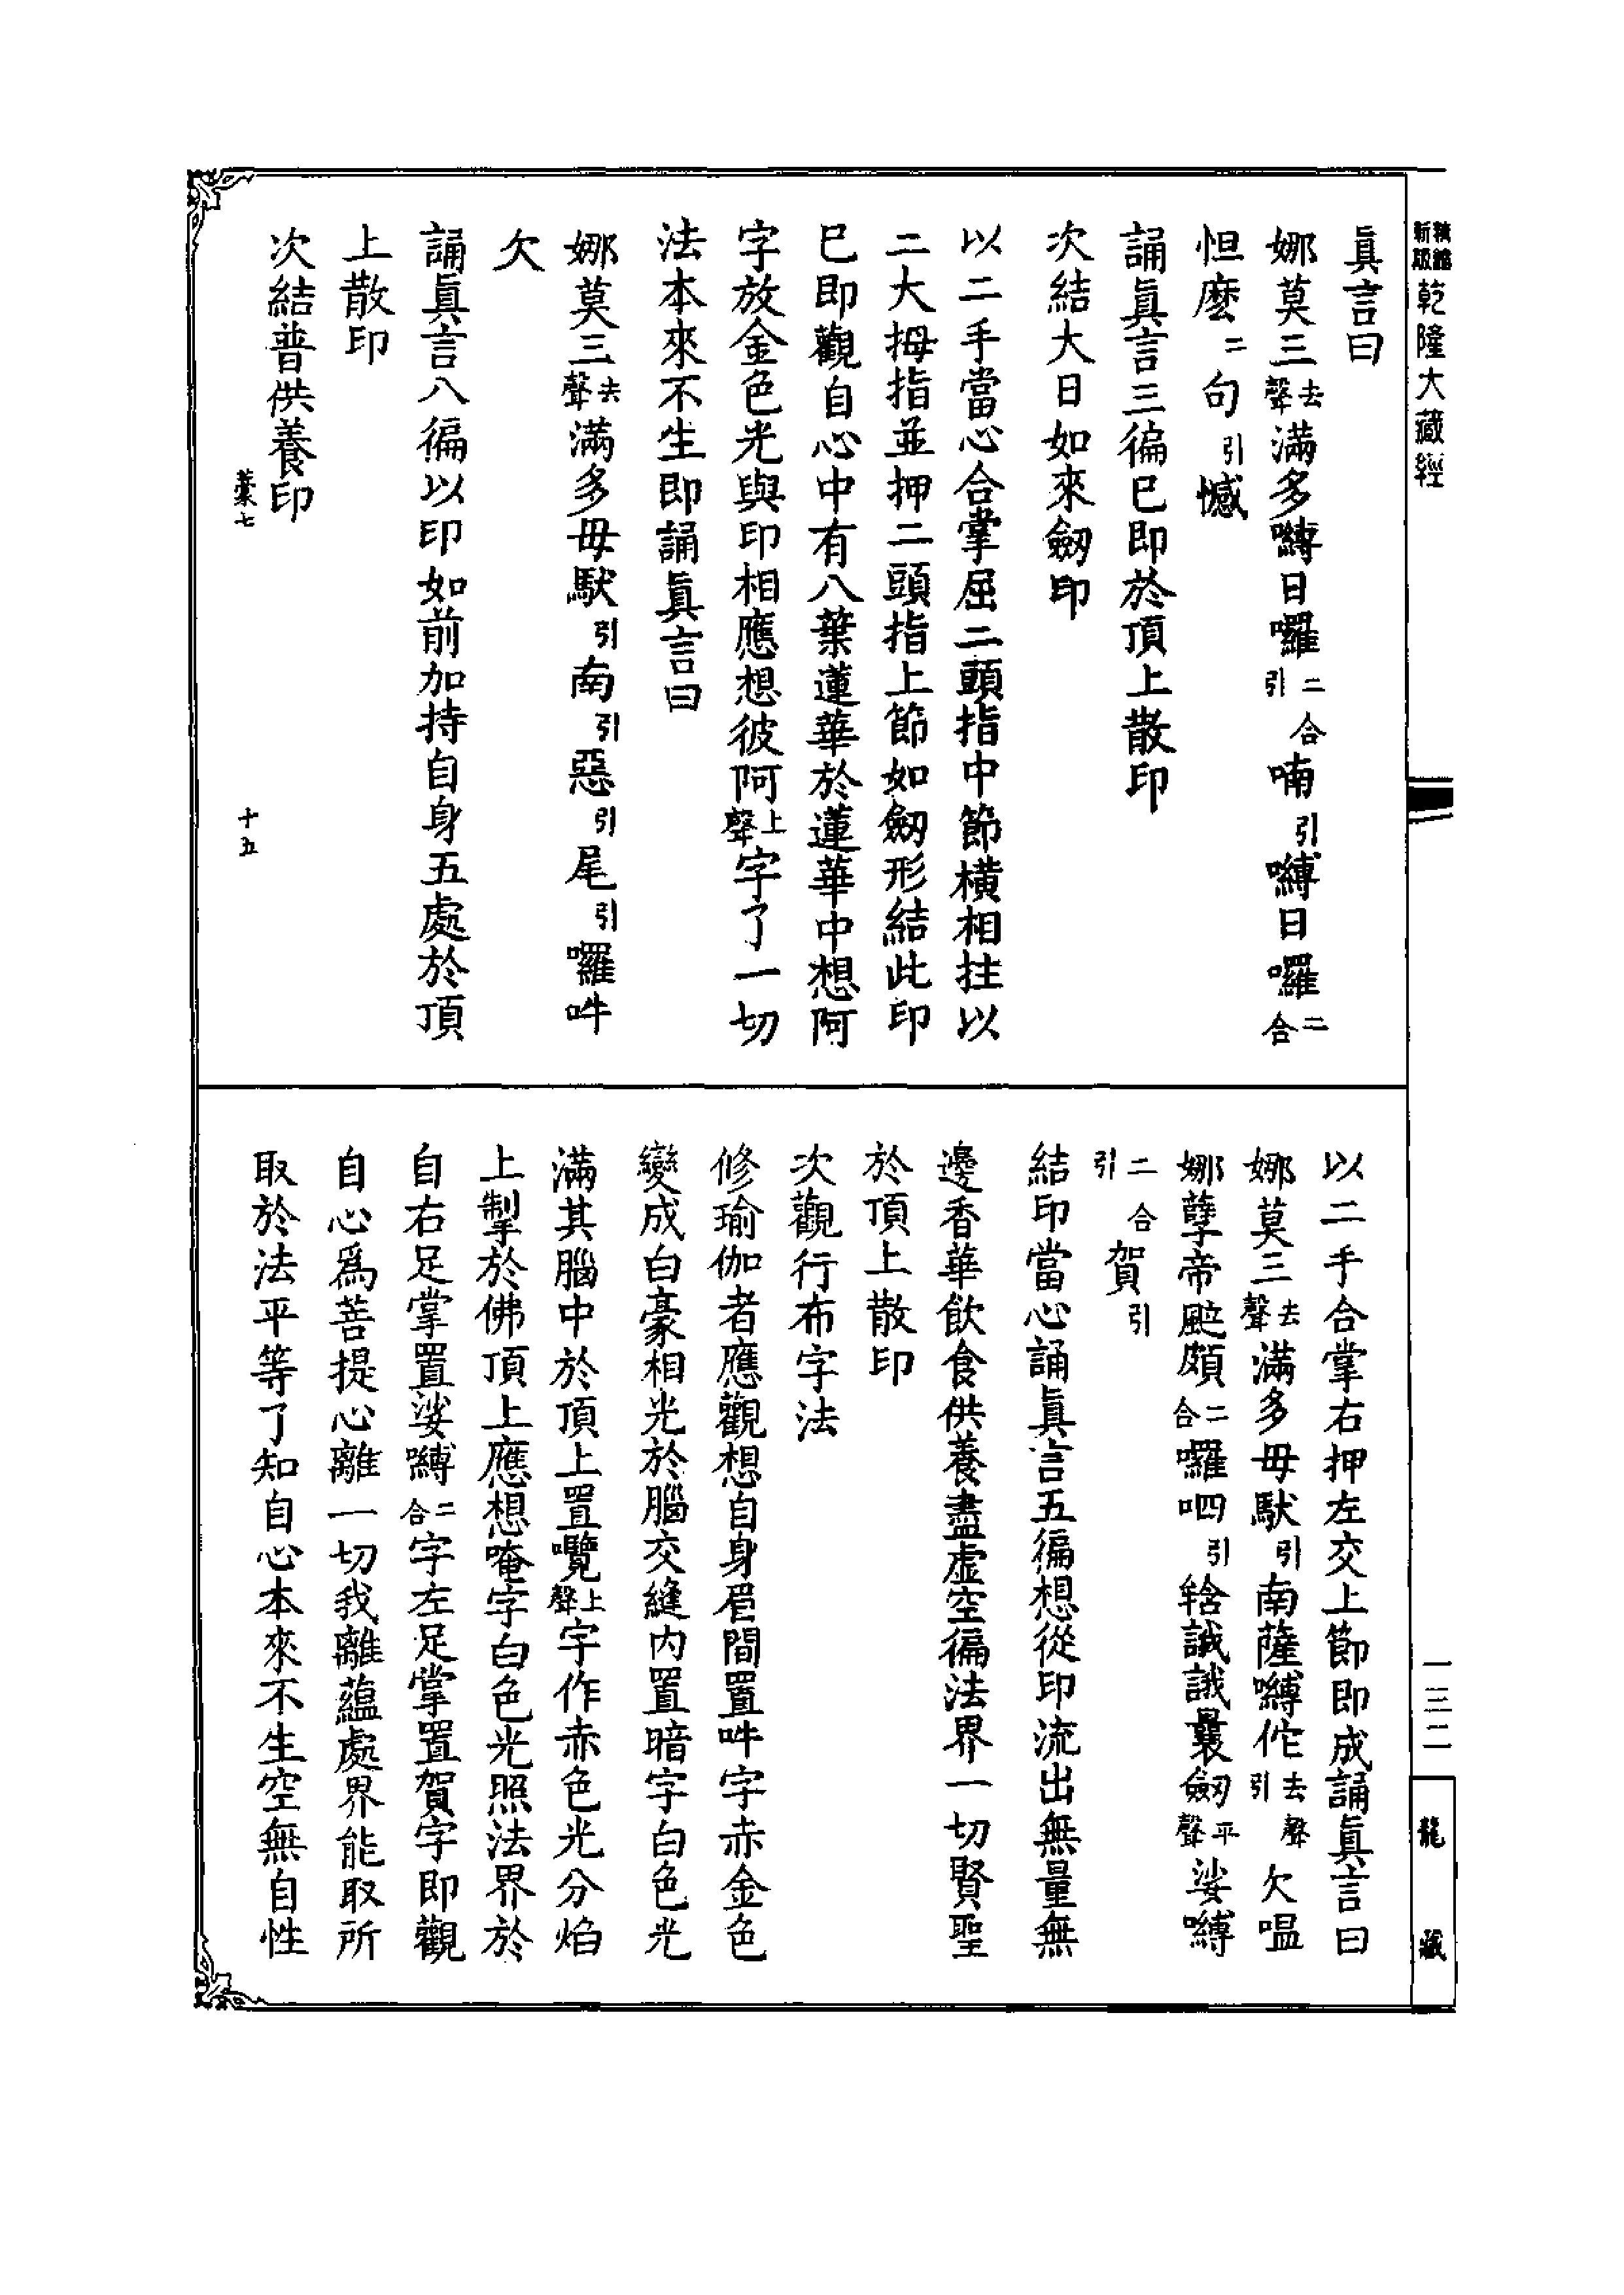 乾隆大藏經
眞言曰
娜莫三去聲滿多嚩日囉二合引喃引嚩日囉二合
怛麽二句引憾
誦眞言三徧已即於頂上散印
次結大日如來劒印
以二手當心合掌屈二頭指中節橫相拄以
二大拇指並押二頭指上節如劒形結此印
已即觀自心中有八葉蓮華於蓮華中想阿
字放金色光與印相應想彼阿上聲字了一切
法本來不生即誦眞言曰
娜莫三去聲滿多毋馱引南引惡引尾引囉吽
欠
誦眞言八徧以印如前加持自身五處於頂
上散印
次結普供養印
藁七 十五
以二手合掌右押左交上節即成誦眞言曰
娜莫三去聲滿多毋馱引南薩嚩佗去聲引欠嗢
娜孽帝颰頗二合囉呬引輅誐誐曩劒平聲娑嚩
二合引賀引
結印當心誦眞言五徧想從印流出無量無
邊香華飲食供養盡虛空徧法界一切賢聖
於頂上散印
次觀行布字法
修瑜伽者應觀想自身眉間置吽字赤金色
變成白豪相光於腦交縫內置暗字白色光
滿其腦中於頂上置囕上聲字作赤色光分焰
上掣於佛頂上應想唵字白色光照法界於
自右足掌置娑嚩二合字左足掌置賀字即觀
自心爲菩提心離一切我離蘊處界能取所
取於法平等了知自心本來不生空無自性
一三二
龍藏